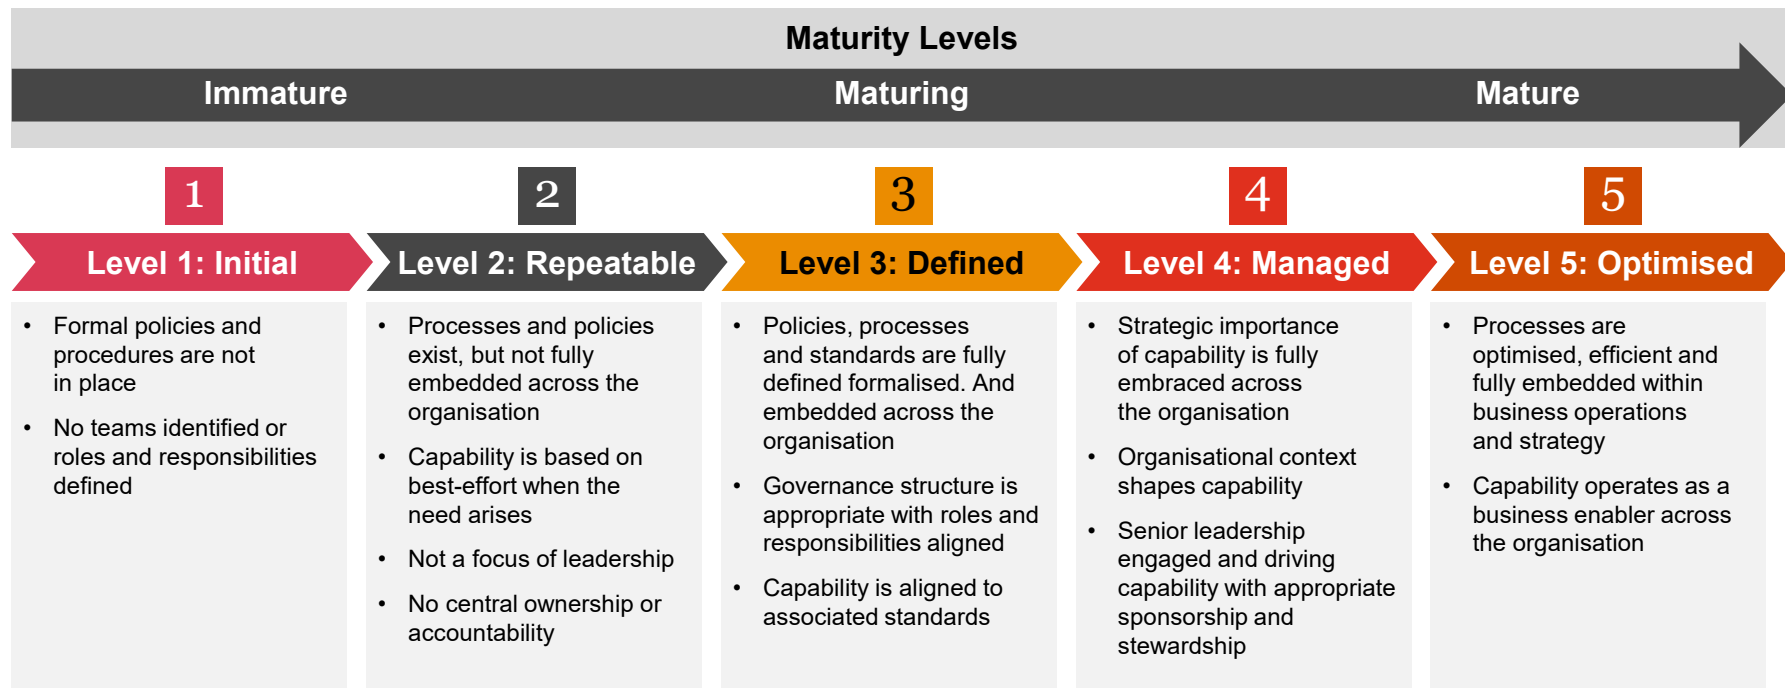 Maturity Levels
Immature
Maturing
Mature
1
Level 1: Initial
• Formal policies and
procedures are not
in place
• No teams identified or
roles and responsibilities
defined
2
Level 2: Repeatable
• Processes and policies
exist, but not fully
embedded across the
organisation
• Capability is based on
best-effort when the
need arises
• Not a focus of leadership
• No central ownership or
accountability
3
Level 3: Defined
• Policies, processes
and standards are fully
defined formalised. And
embedded across the
organisation
• Governance structure is
appropriate with roles and
responsibilities aligned
• Capability is aligned to
associated standards
4
Level 4: Managed
• Strategic importance
of capability is fully
embraced across
the organisation
• Organisational context
shapes capability
• Senior leadership
engaged and driving
capability with appropriate
sponsorship and
stewardship
5
Level 5: Optimised
• Processes are
optimised, efficient and
fully embedded within
business operations
and strategy
• Capability operates as a
business enabler across
the organisation